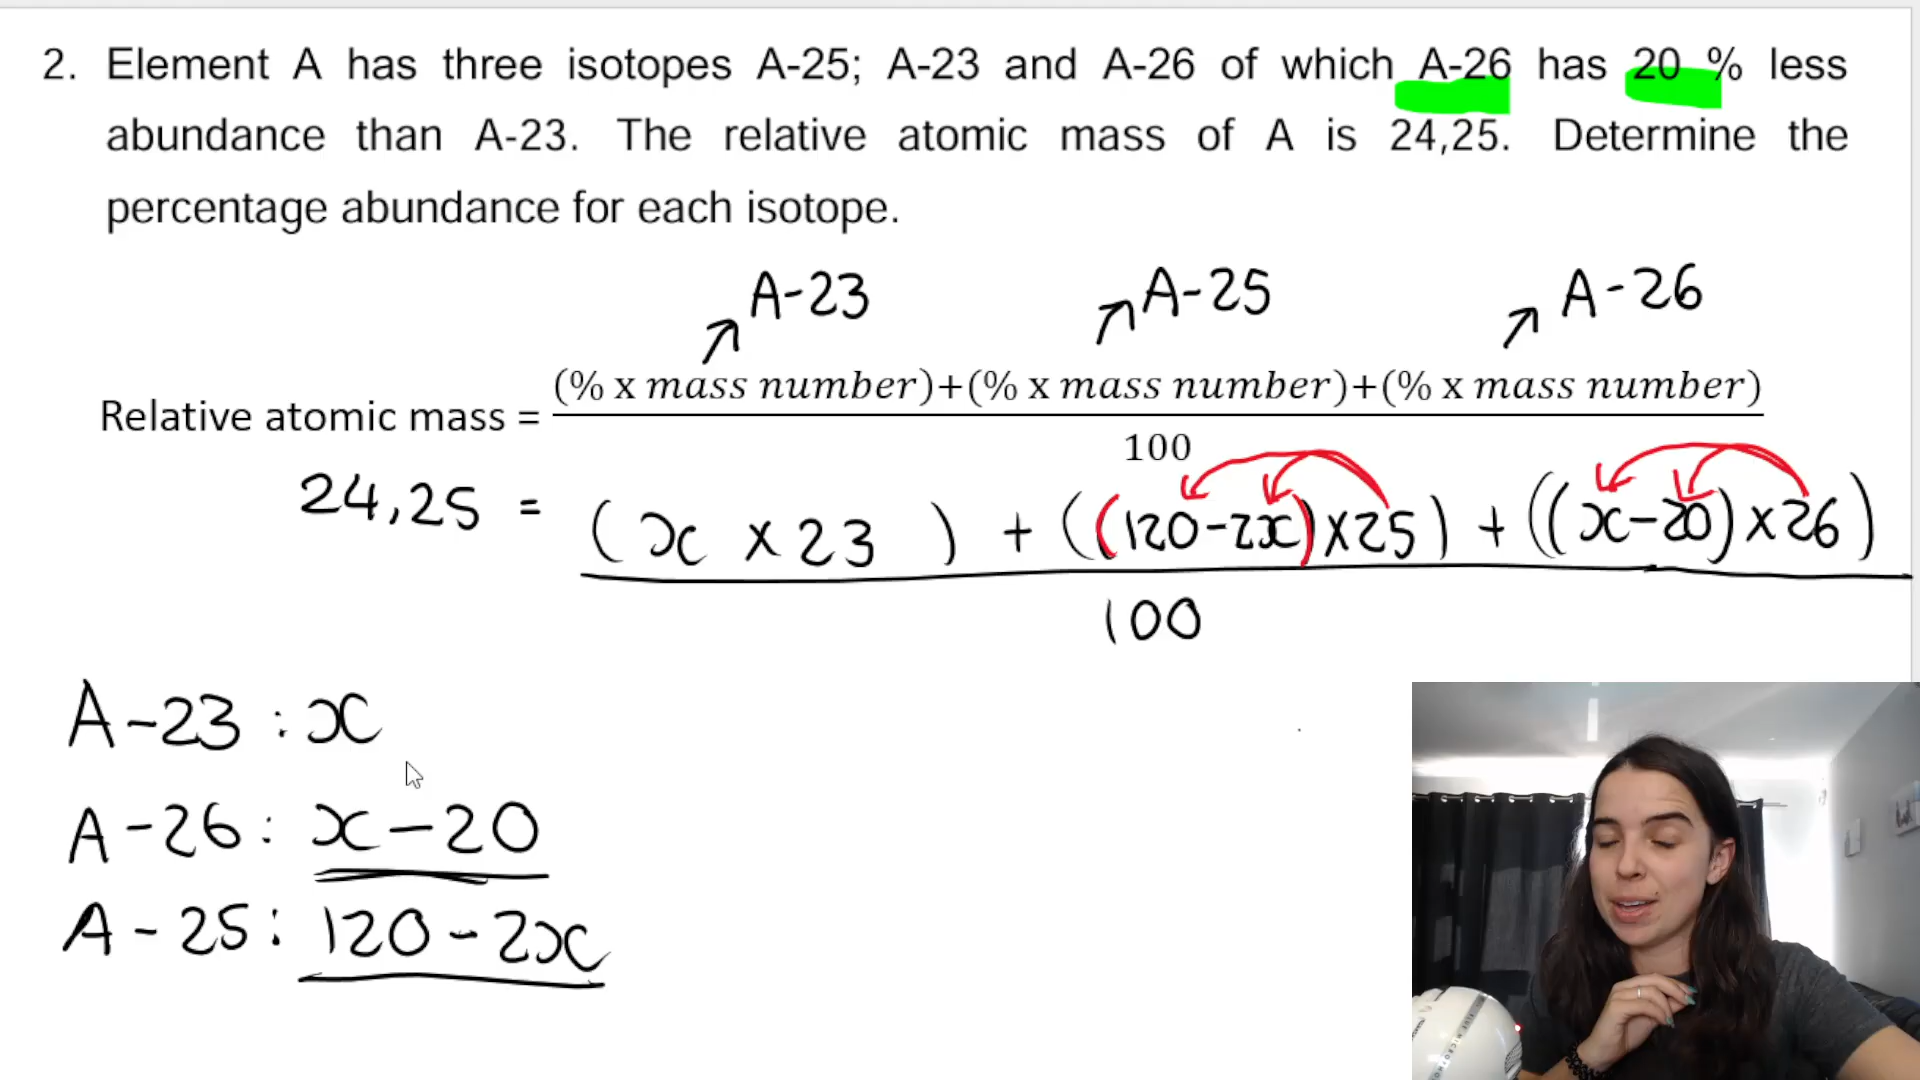 2. Element A has three isotopes A-25; A-23 and A-26 of which A-26 has 20 % less
abundance than A-23. The relative atomic mass of A is 24,25. Determine the
percentage abundance for each isotope.
A-23 A-25 A-26
Relative atomic mass = (% x mass number)+(% x mass number)+(% x mass number)
100
24,25 = (x × 23) + ((120-2x)×25) + ((x-20)×26)
100
A-23 : x
A-26 : x-20
A-25 : 120-2x